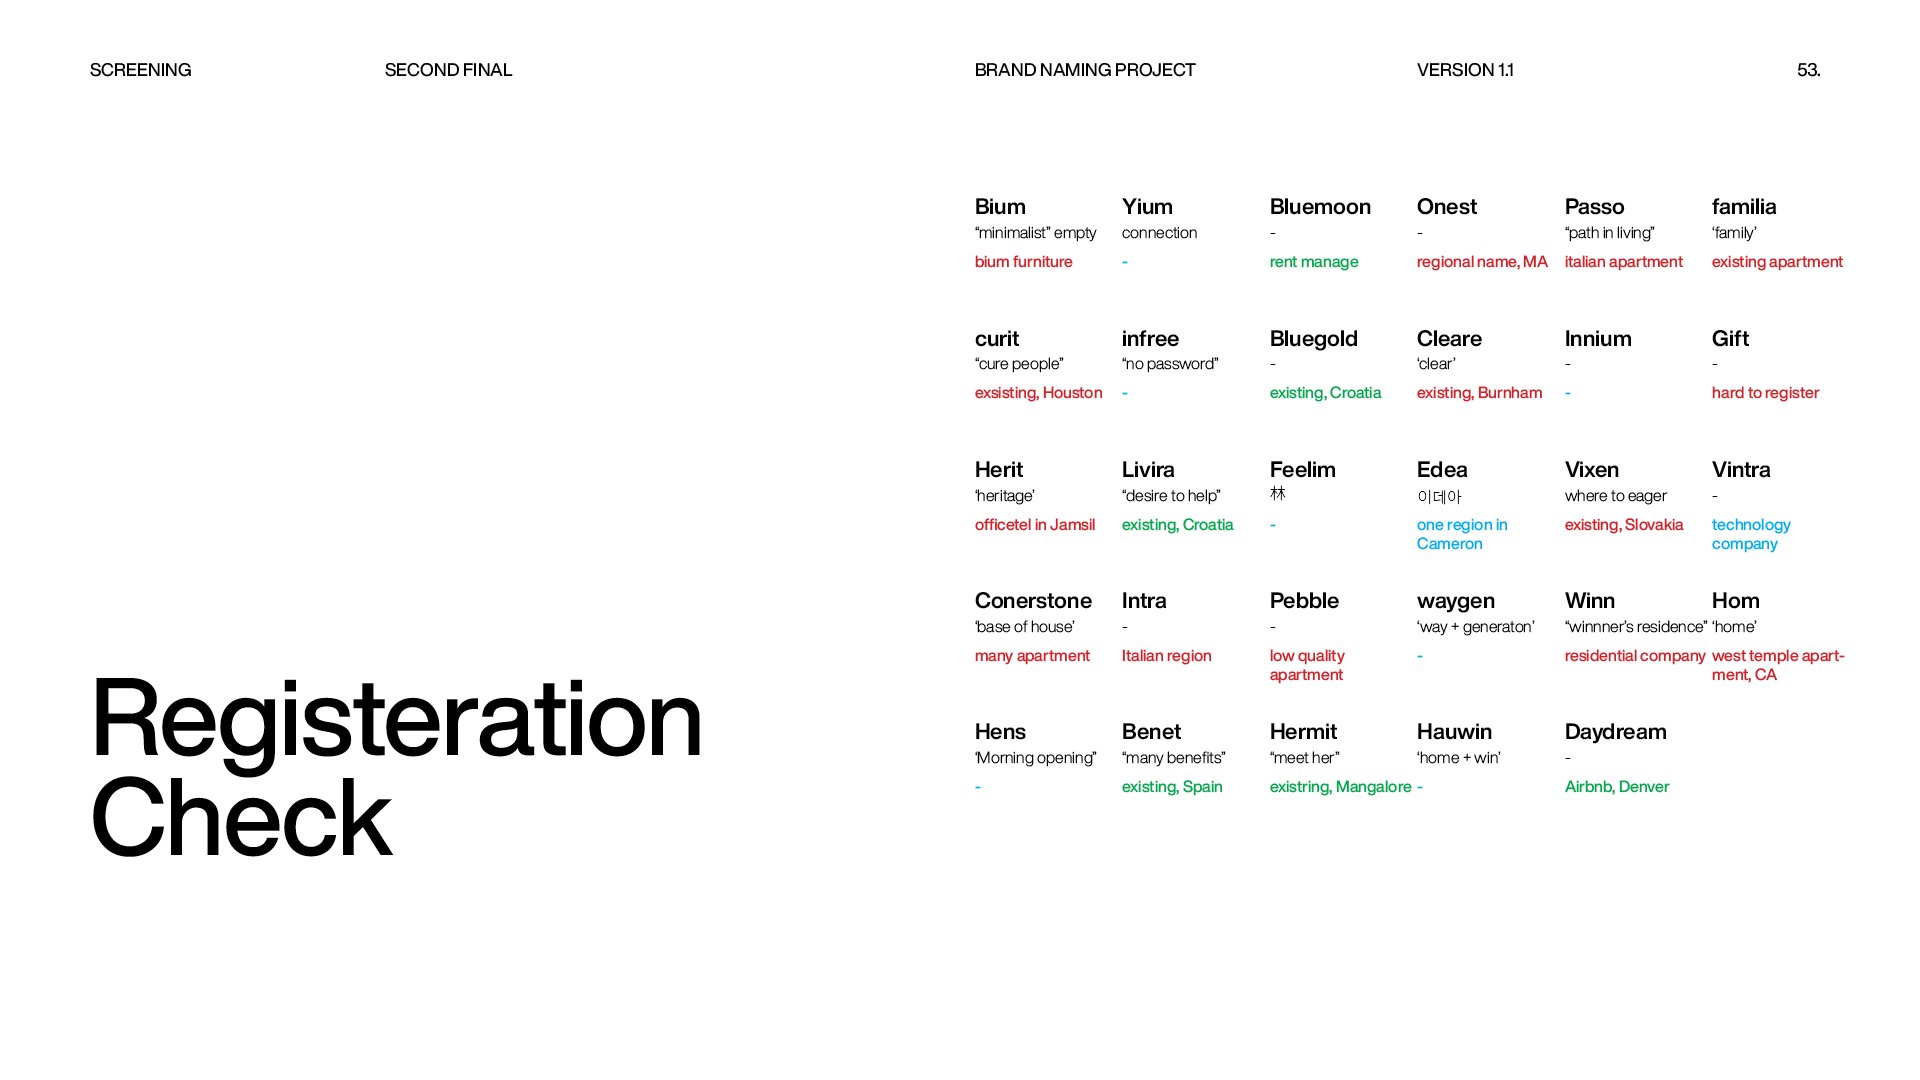 SCREENING
SECOND FINAL
BRAND NAMING PROJECT
VERSION 1.1
53.
Registeration
Check
Bium
“minimalist” empty
bium furniture
Yium
connection
-
Bluemoon
-
rent manage
Onest
-
regional name, MA
Passo
“path in living”
italian apartment
familia
‘family’
existing apartment
curit
“cure people”
exsisting, Houston
infree
“no password”
-
Bluegold
-
existing, Croatia
Cleare
‘clear’
existing, Burnham
Innium
-
-
Gift
-
hard to register
Herit
‘heritage’
officetel in Jamsil
Livira
“desire to help”
existing, Croatia
Feelim
林
-
Edea
이데아
one region in
Cameron
Vixen
where to eager
existing, Slovakia
Vintra
-
technology
company
Conerstone
‘base of house’
many apartment
Intra
-
Italian region
Pebble
-
low quality
apartment
waygen
‘way + generaton’
-
Winn
“winnner’s residence”
residential company
Hom
‘home’
west temple apart-
ment, CA
Hens
‘Morning opening”
-
Benet
“many benefits”
existing, Spain
Hermit
“meet her”
existring, Mangalore
Hauwin
‘home + win’
-
Daydream
-
Airbnb, Denver